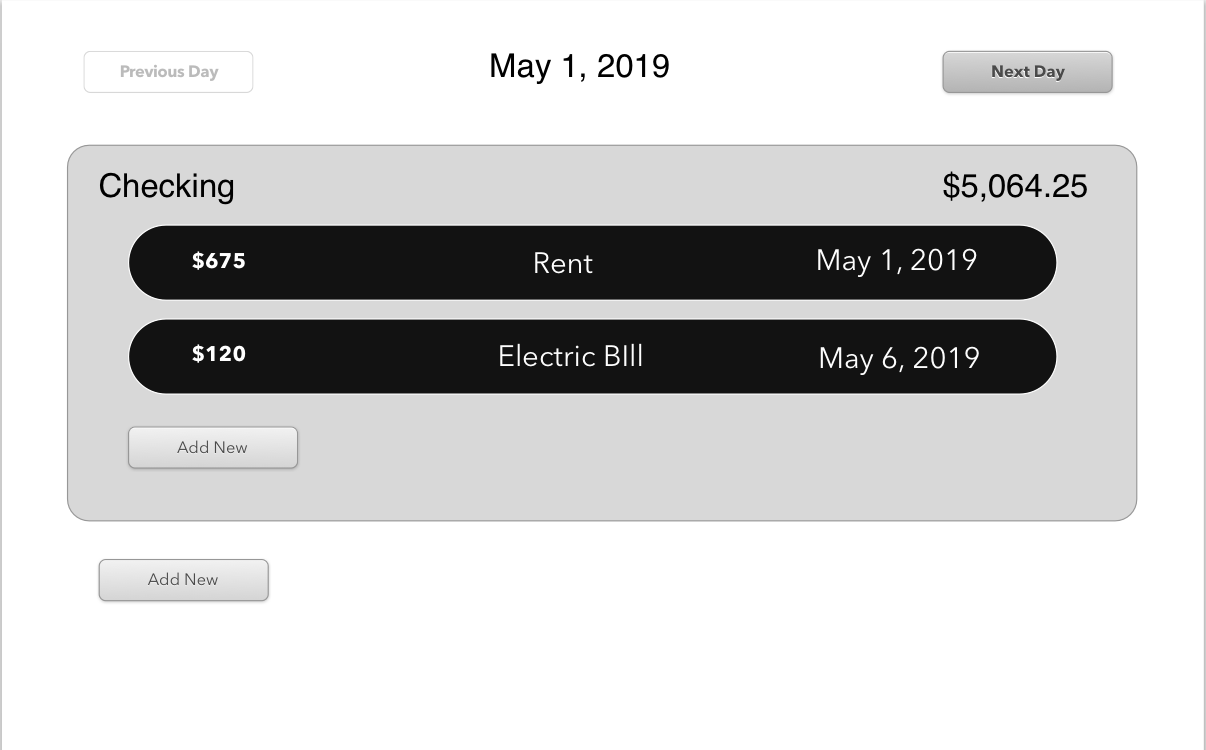 Previous Day
May 1, 2019
Next Day
Checking
$5,064.25
$675
Rent
May 1, 2019
$120
Electric BIll
May 6, 2019
Add New
Add New